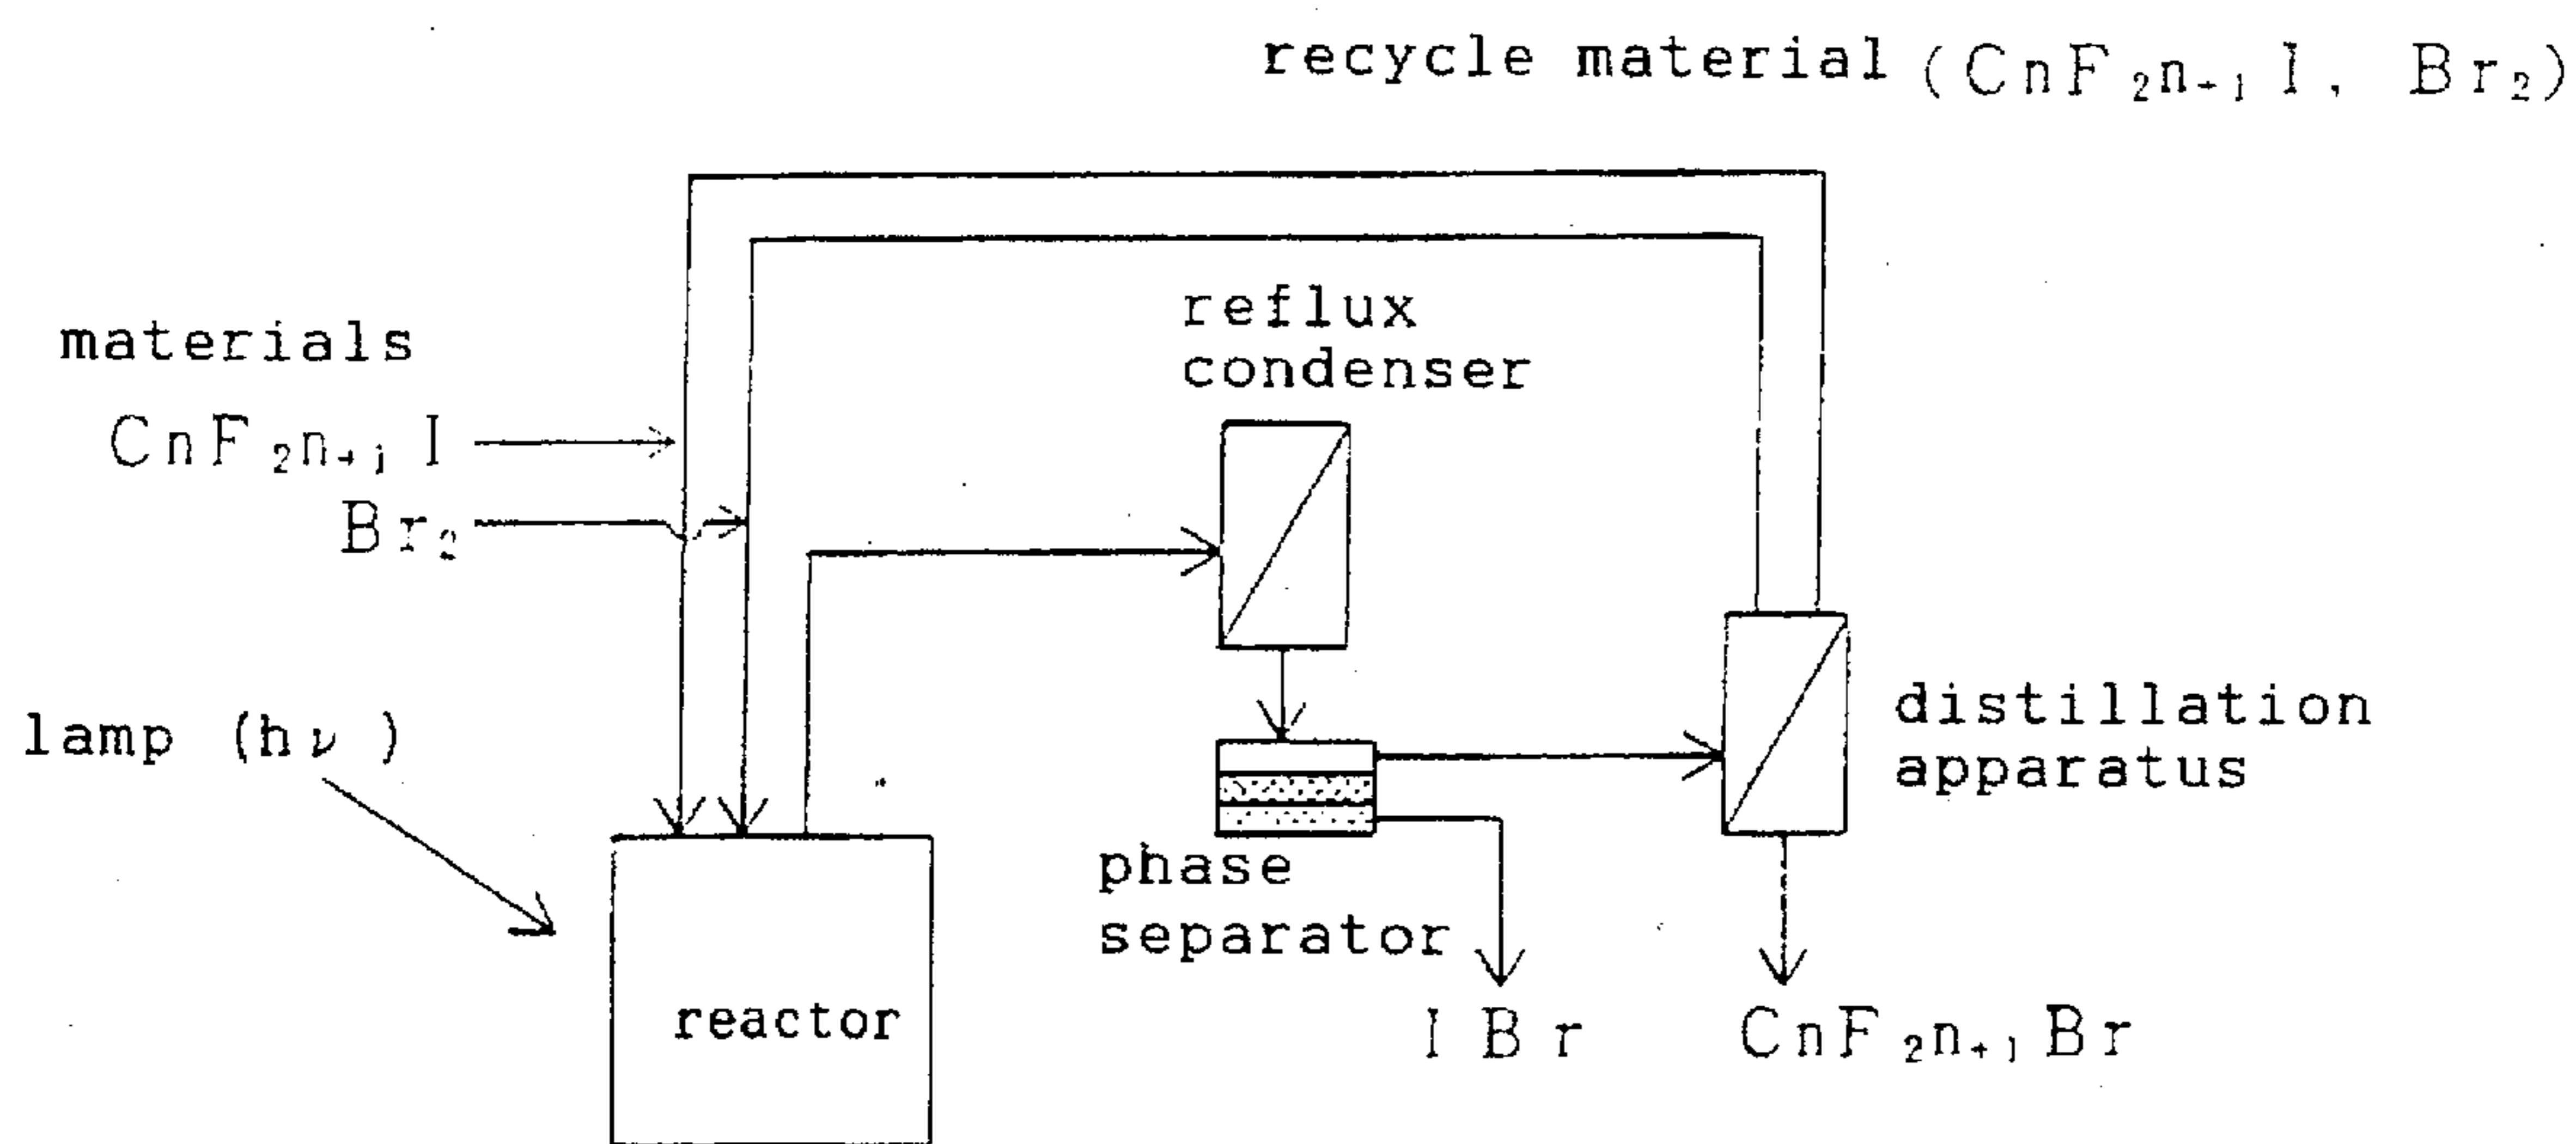 recycle material (CnF₂n₊₁I, Br₂)
reflux
condenser
materials
CnF₂n₊₁I
Br₂
lamp (hν)
distillation
apparatus
phase
separator
reactor
IBr
CnF₂n₊₁Br